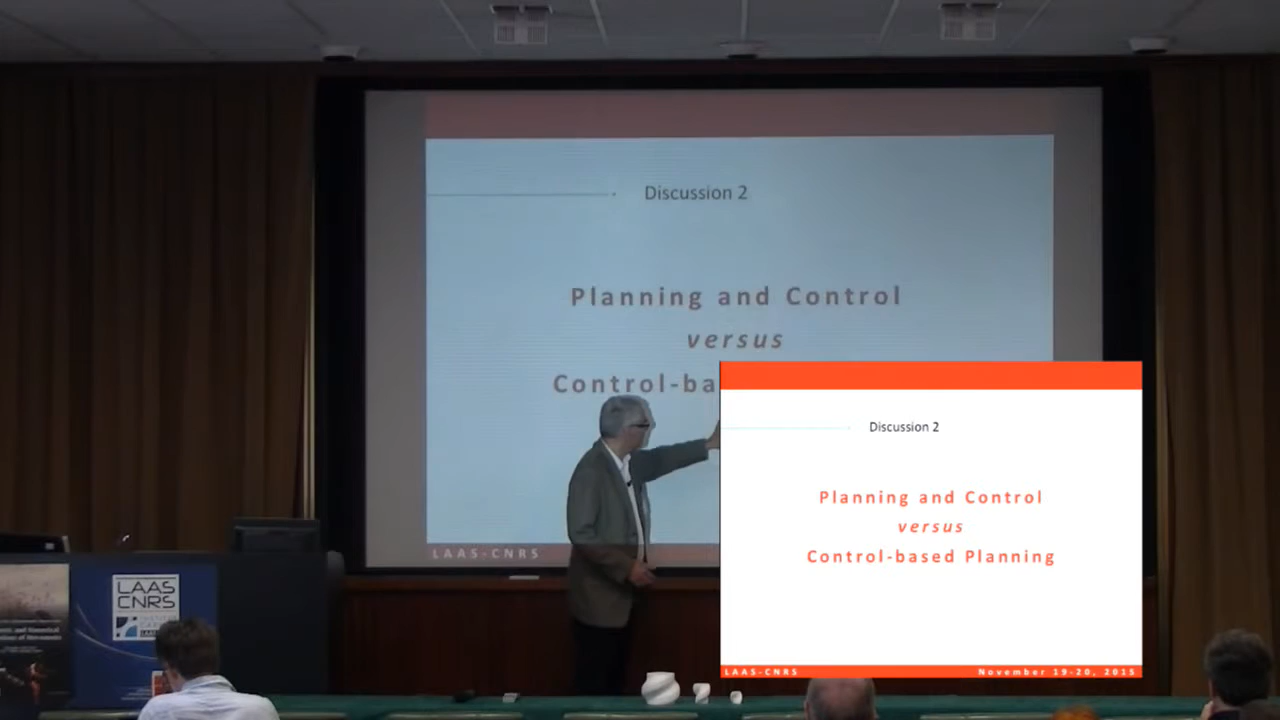 Discussion 2
Planning and Control
versus
Control-ba
LAAS-CNRS
Discussion 2
Planning and Control
versus
Control-based Planning
LAAS-CNRS
November 19-20, 2015
LAAS
CNRS